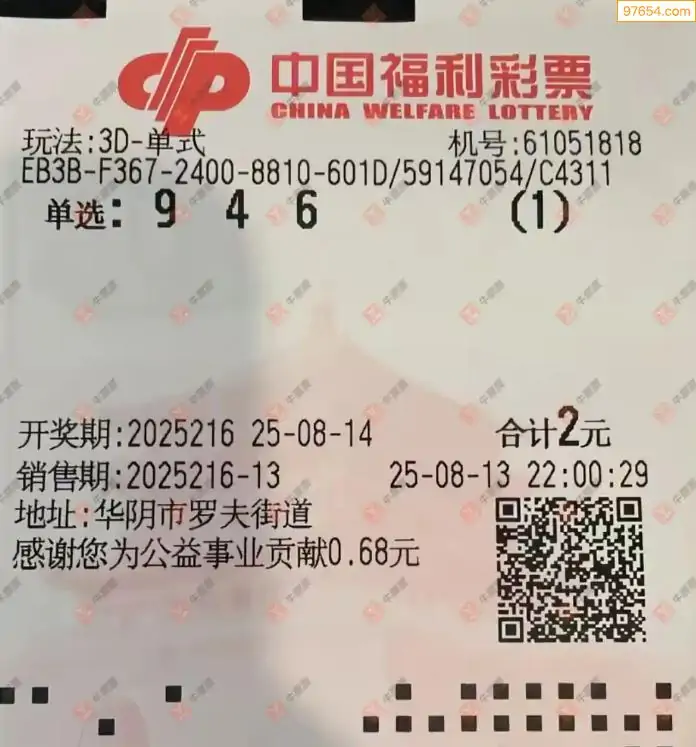 97654.com
中国福利彩票
CHINA WELFARE LOTTERY
玩法:3D-单式 机号:61051818
EB3B-F367-2400-8810-601D/59147054/C4311
单选: 9 4 6 (1)
开奖期:2025216 25-08-14 合计2元
销售期:2025216-13 25-08-13 22:00:29
地址:华阴市罗夫街道
感谢您为公益事业贡献0.68元